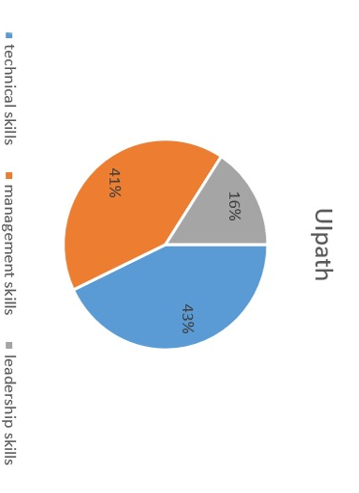 UIpath
16%
41%
43%
technical skills
management skills
leadership skills